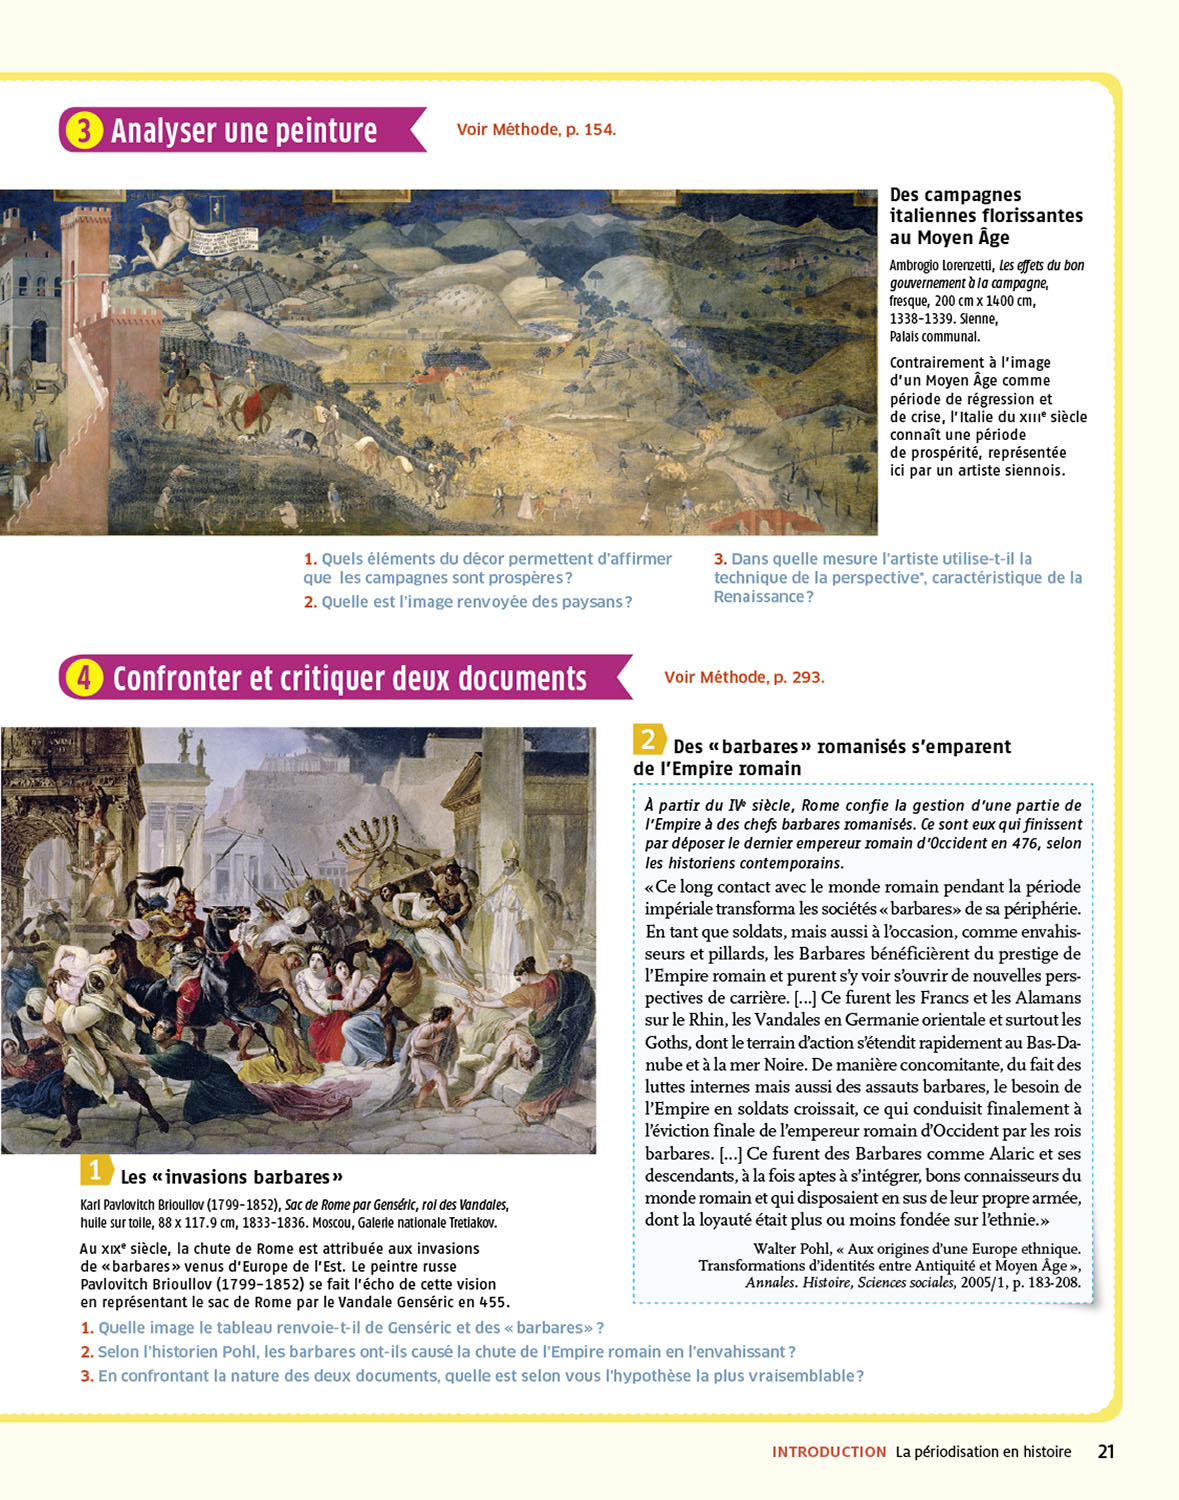 3 Analyser une peinture
Voir Méthode, p. 154.
Des campagnes
italiennes florissantes
au Moyen Âge
Ambrogio Lorenzetti, Les effets du bon
gouvernement à la campagne,
fresque, 200 cm x 1400 cm,
1338-1339. Sienne,
Palais communal.
Contrairement à l'image
d'un Moyen Âge comme
période de régression et
de crise, l'Italie du XIIIe siècle
connaît une période
de prospérité, représentée
ici par un artiste siennois.
1. Quels éléments du décor permettent d'affirmer
que les campagnes sont prospères ?
2. Quelle est l'image renvoyée des paysans ?
3. Dans quelle mesure l'artiste utilise-t-il la
technique de la perspective*, caractéristique de la
Renaissance ?
4 Confronter et critiquer deux documents
Voir Méthode, p. 293.
1 Les « invasions barbares »
Karl Pavlovitch Brioullov (1799-1852), Sac de Rome par Genséric, roi des Vandales,
huile sur toile, 88 x 117.9 cm, 1833-1836. Moscou, Galerie nationale Tretiakov.
Au XIXe siècle, la chute de Rome est attribuée aux invasions
de « barbares » venus d'Europe de l'Est. Le peintre russe
Pavlovitch Brioullov (1799-1852) se fait l'écho de cette vision
en représentant le sac de Rome par le Vandale Genséric en 455.
2 Des « barbares » romanisés s'emparent
de l'Empire romain
À partir du IVe siècle, Rome confie la gestion d'une partie de
l'Empire à des chefs barbares romanisés. Ce sont eux qui finissent
par déposer le dernier empereur romain d'Occident en 476, selon
les historiens contemporains.
« Ce long contact avec le monde romain pendant la période
impériale transforma les sociétés « barbares » de sa périphérie.
En tant que soldats, mais aussi à l'occasion, comme envahis-
seurs et pillards, les Barbares bénéficièrent du prestige de
l'Empire romain et purent s'y voir s'ouvrir de nouvelles pers-
pectives de carrière. [...] Ce furent les Francs et les Alamans
sur le Rhin, les Vandales en Germanie orientale et surtout les
Goths, dont le terrain d'action s'étendit rapidement au Bas-Da-
nube et à la mer Noire. De manière concomitante, du fait des
luttes internes mais aussi des assauts barbares, le besoin de
l'Empire en soldats croissait, ce qui conduisit finalement à
l'éviction finale de l'empereur romain d'Occident par les rois
barbares. [...] Ce furent des Barbares comme Alaric et ses
descendants, à la fois aptes à s'intégrer, bons connaisseurs du
monde romain et qui disposaient en sus de leur propre armée,
dont la loyauté était plus ou moins fondée sur l'ethnie. »
Walter Pohl, « Aux origines d'une Europe ethnique.
Transformations d'identités entre Antiquité et Moyen Âge »,
Annales. Histoire, Sciences sociales, 2005/1, p. 183-208.
1. Quelle image le tableau renvoie-t-il de Genséric et des « barbares » ?
2. Selon l'historien Pohl, les barbares ont-ils causé la chute de l'Empire romain en l'envahissant ?
3. En confrontant la nature des deux documents, quelle est selon vous l'hypothèse la plus vraisemblable ?
INTRODUCTION La périodisation en histoire 21